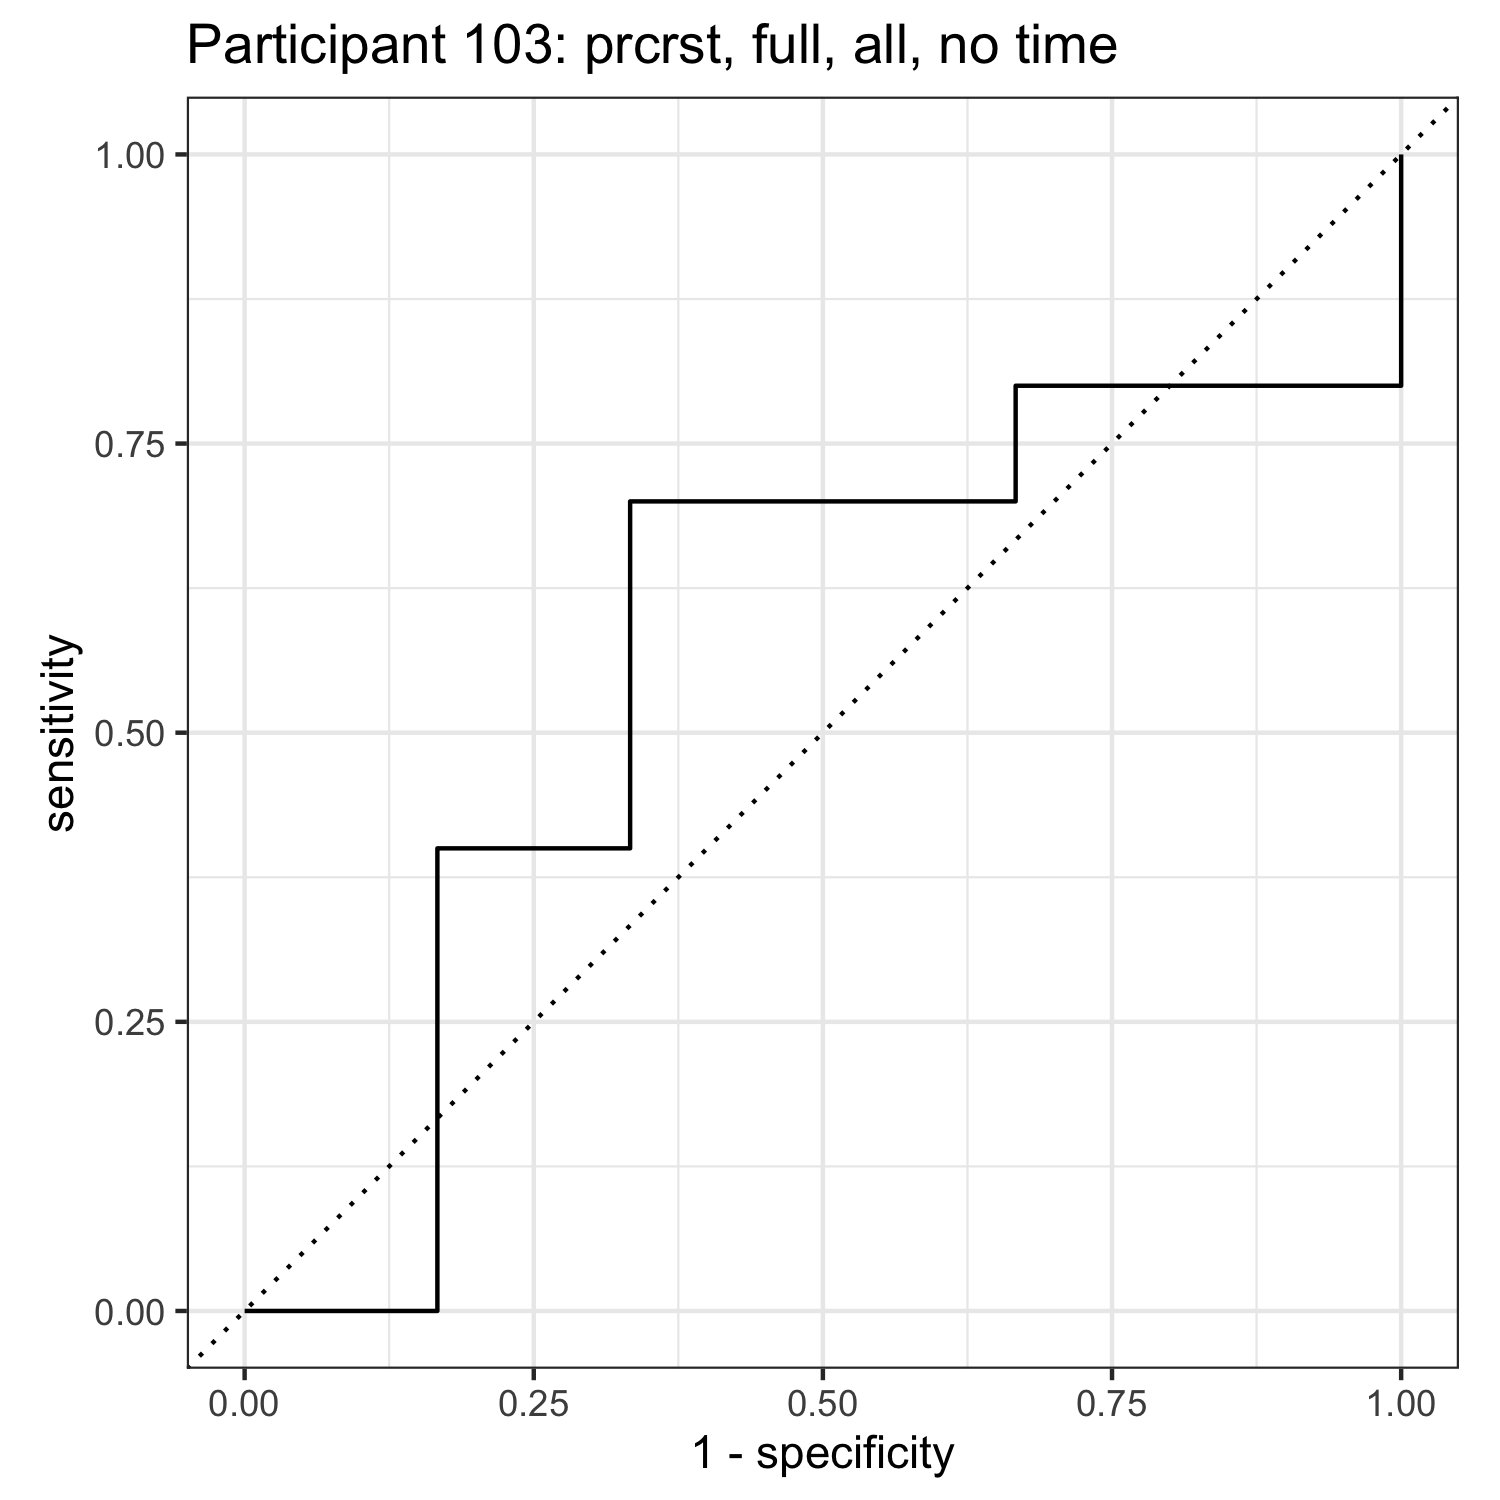 Participant 103: prcrst, full, all, no time
1.00
0.75
0.50
0.25
0.00
sensitivity
0.00 0.25 0.50 0.75 1.00
1 - specificity